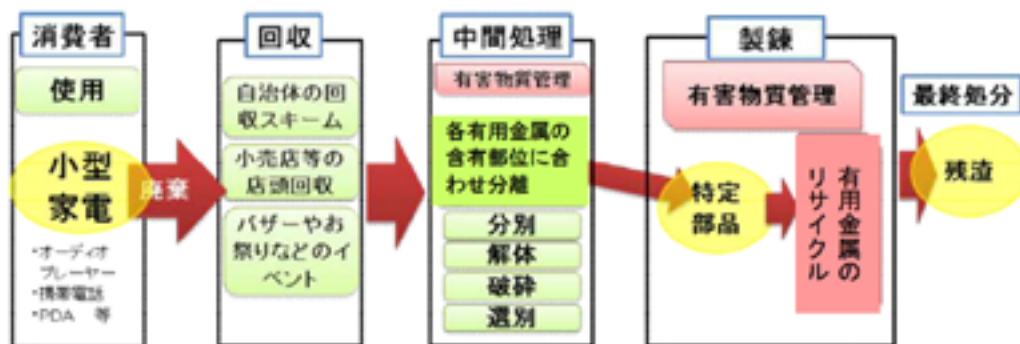 消費者
使用
小型
家電
・オーディオ
プレーヤー
・携帯電話
・PDA 等
廃棄
回収
自治体の回
収スキーム
小売店等の
店頭回収
バザーやお
祭りなどのイ
ベント
中間処理
有害物質管理
各有用金属の
含有部位に合
わせ分離
分別
解体
破砕
選別
製錬
有害物質管理
特定
部品
有用金属の
リサイクル
最終処分
残渣